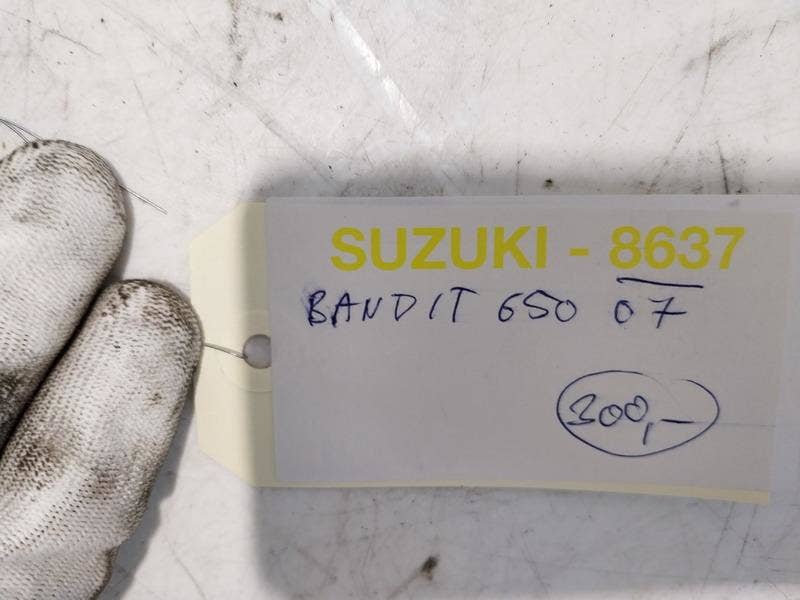 SUZUKI - 8637
BANDIT 650 07
300,-